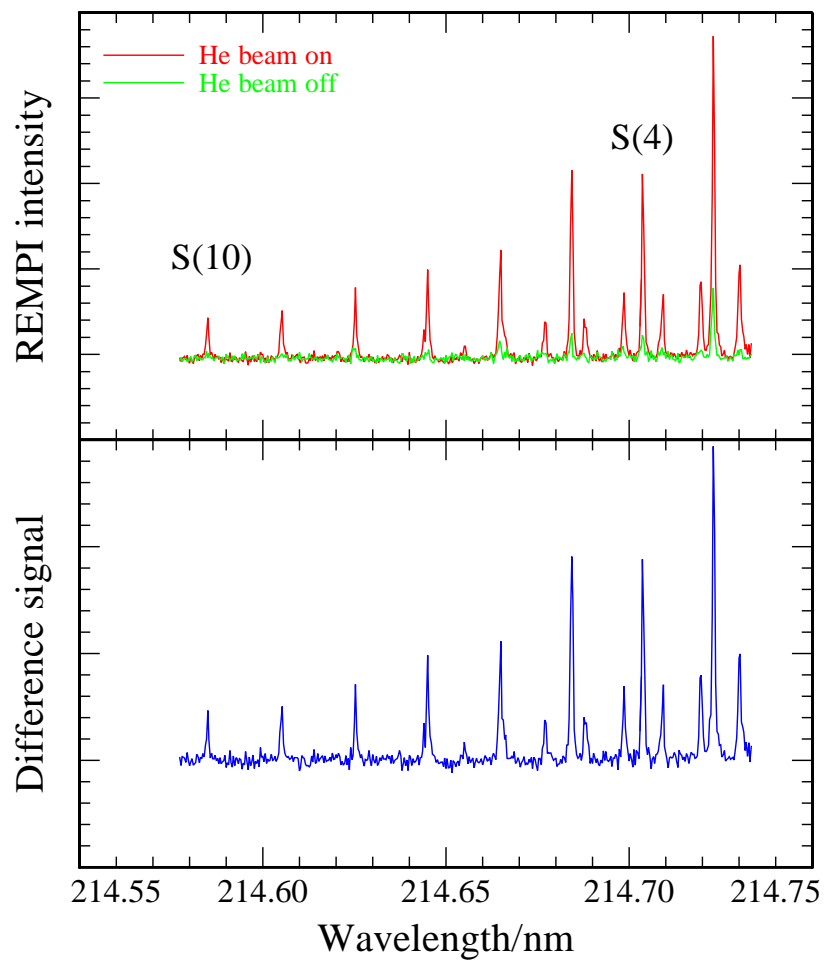 He beam on
He beam off
S(4)
S(10)
REMPI intensity
Difference signal
214.55 214.60 214.65 214.70 214.75
Wavelength/nm